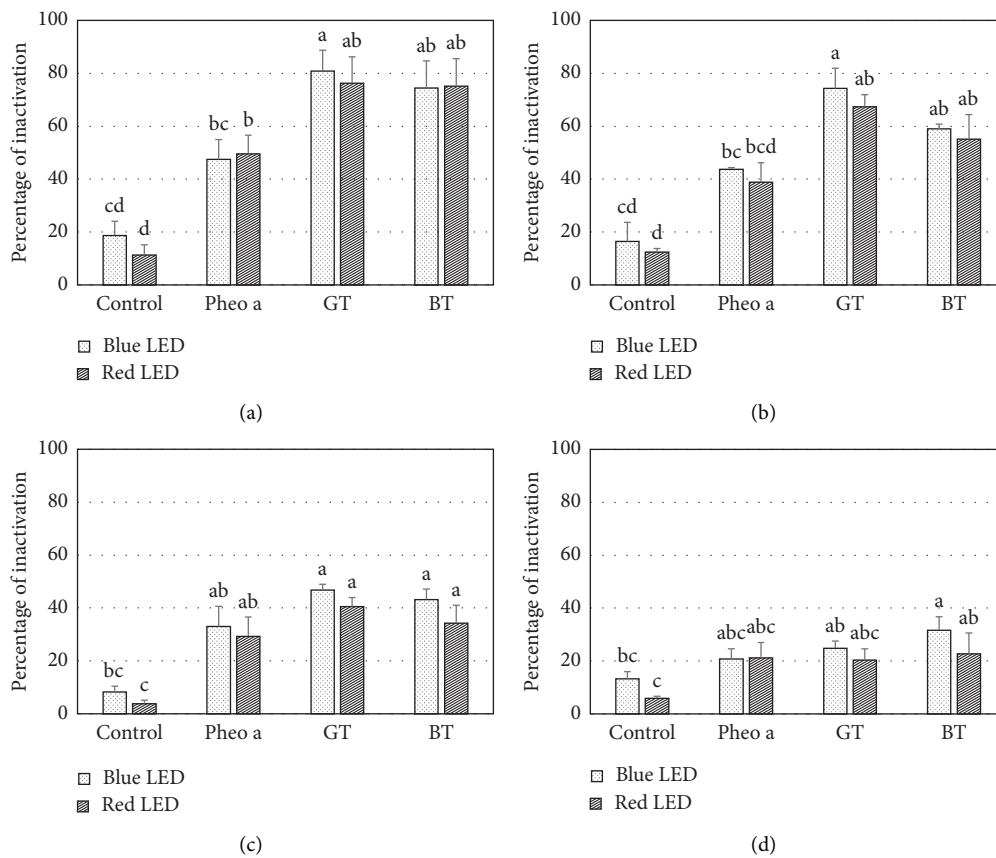 100
80
60
40
20
0
Percentage of inactivation
cd
d
bc
b
a
ab
ab
ab
Control
Pheo a
GT
BT
Blue LED
Red LED
(a)
100
80
60
40
20
0
Percentage of inactivation
cd
d
bc
bcd
a
ab
ab
ab
Control
Pheo a
GT
BT
Blue LED
Red LED
(b)
100
80
60
40
20
0
Percentage of inactivation
bc
c
ab
ab
a
a
a
a
Control
Pheo a
GT
BT
Blue LED
Red LED
(c)
100
80
60
40
20
0
Percentage of inactivation
bc
c
abc
abc
ab
abc
a
ab
Control
Pheo a
GT
BT
Blue LED
Red LED
(d)